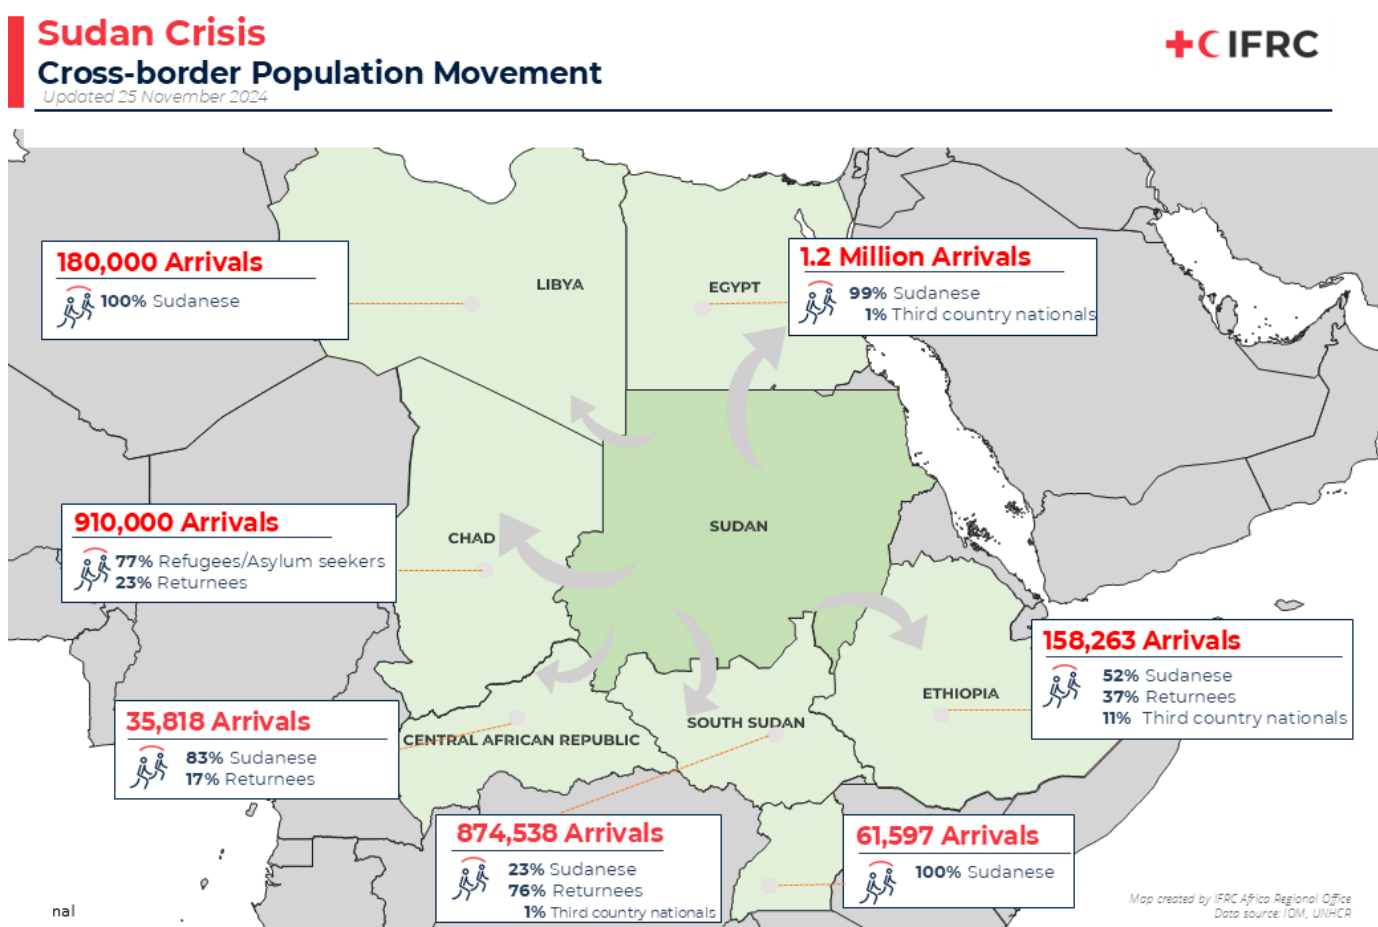 Sudan Crisis
Cross-border Population Movement
Updated 25 November 2024
IFRC
180,000 Arrivals
100% Sudanese
LIBYA
EGYPT
1.2 Million Arrivals
99% Sudanese
1% Third country nationals
910,000 Arrivals
77% Refugees/Asylum seekers
23% Returnees
CHAD
SUDAN
158,263 Arrivals
52% Sudanese
37% Returnees
11% Third country nationals
ETHIOPIA
35,818 Arrivals
83% Sudanese
17% Returnees
CENTRAL AFRICAN REPUBLIC
SOUTH SUDAN
874,538 Arrivals
23% Sudanese
76% Returnees
1% Third country nationals
61,597 Arrivals
100% Sudanese
nal
Map created by IFRC Africa Regional Office
Data source: IOM, UNHCR